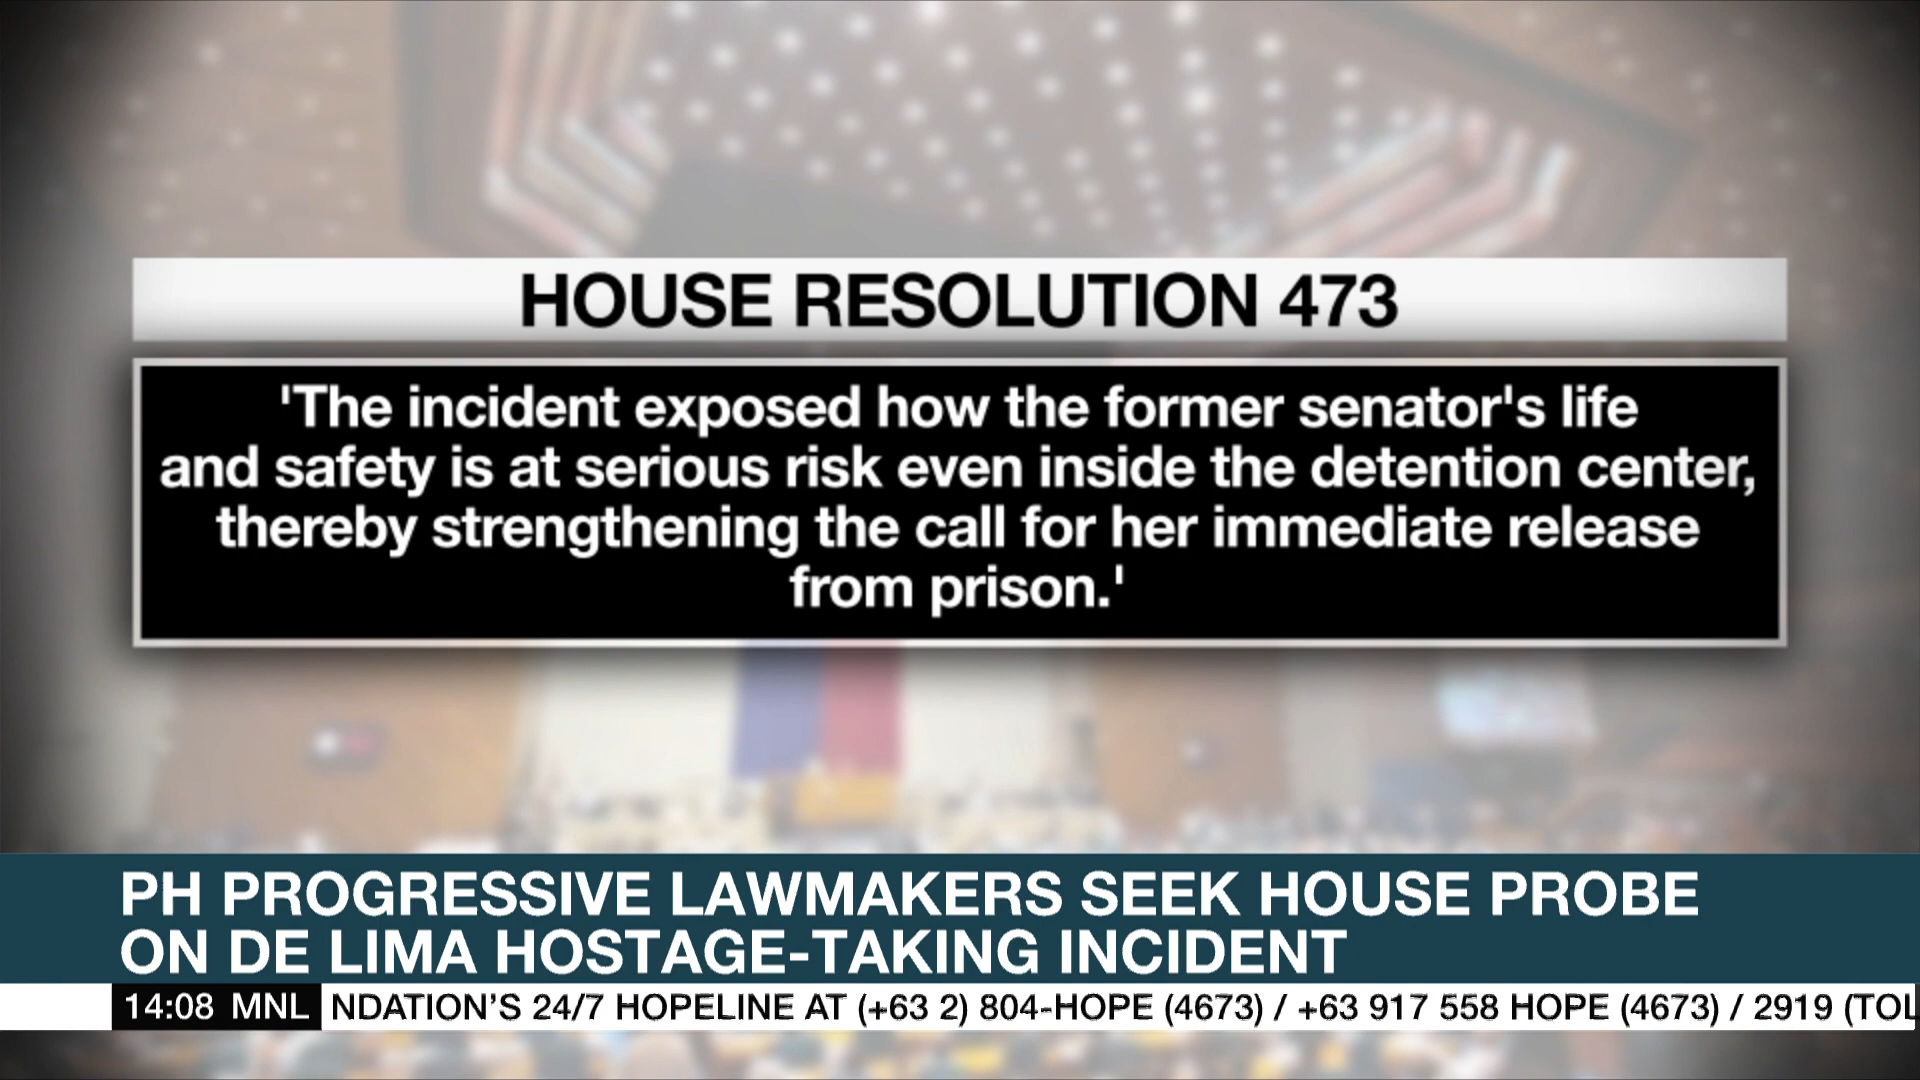 HOUSE RESOLUTION 473
'The incident exposed how the former senator's life
and safety is at serious risk even inside the detention center,
thereby strengthening the call for her immediate release
from prison.'
PH PROGRESSIVE LAWMAKERS SEEK HOUSE PROBE
ON DE LIMA HOSTAGE-TAKING INCIDENT
14:08 MNL NDATION'S 24/7 HOPELINE AT (+63 2) 804-HOPE (4673) / +63 917 558 HOPE (4673) / 2919 (TOL